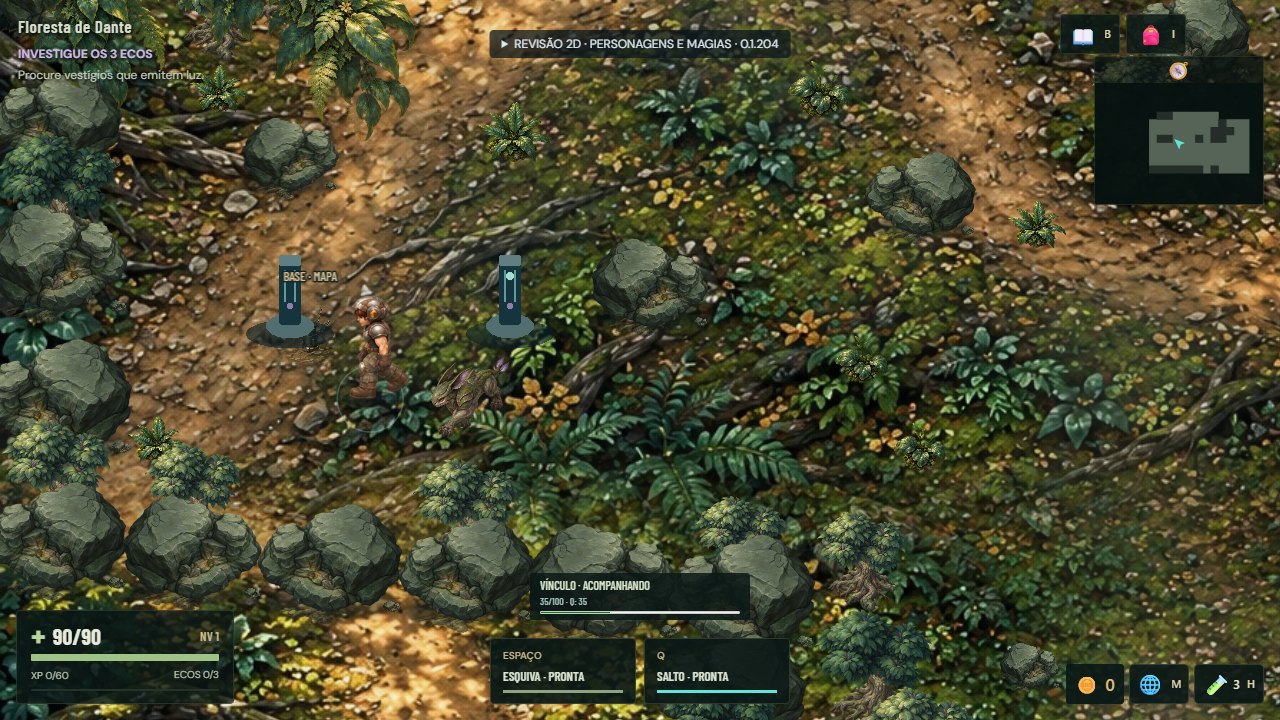 Floresta de Dante
INVESTIGUE OS 3 ECOS
Procure vestígios que emitem luz.
▶ REVISÃO 2D · PERSONAGENS E MAGIAS · 0.1.204
B
I
BASE · MAPA
VÍNCULO · ACOMPANHANDO
35/100 · Q: 35
90/90
NV 1
XP 0/60
ECOS 0/3
ESPAÇO
ESQUIVA · PRONTA
Q
SALTO · PRONTA
0
M
3 H